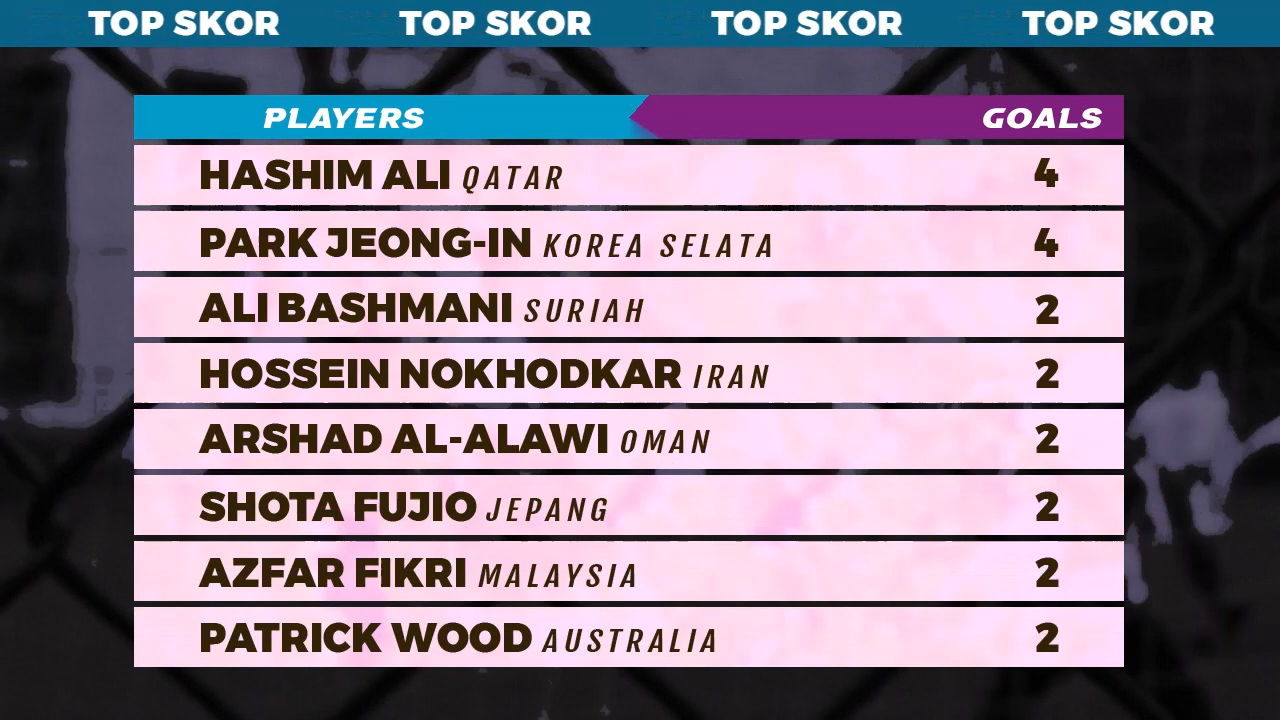 TOP SKOR TOP SKOR TOP SKOR TOP SKOR
PLAYERS GOALS
HASHIM ALI QATAR 4
PARK JEONG-IN KOREA SELATA 4
ALI BASHMANI SURIAH 2
HOSSEIN NOKHODKAR IRAN 2
ARSHAD AL-ALAWI OMAN 2
SHOTA FUJIO JEPANG 2
AZFAR FIKRI MALAYSIA 2
PATRICK WOOD AUSTRALIA 2